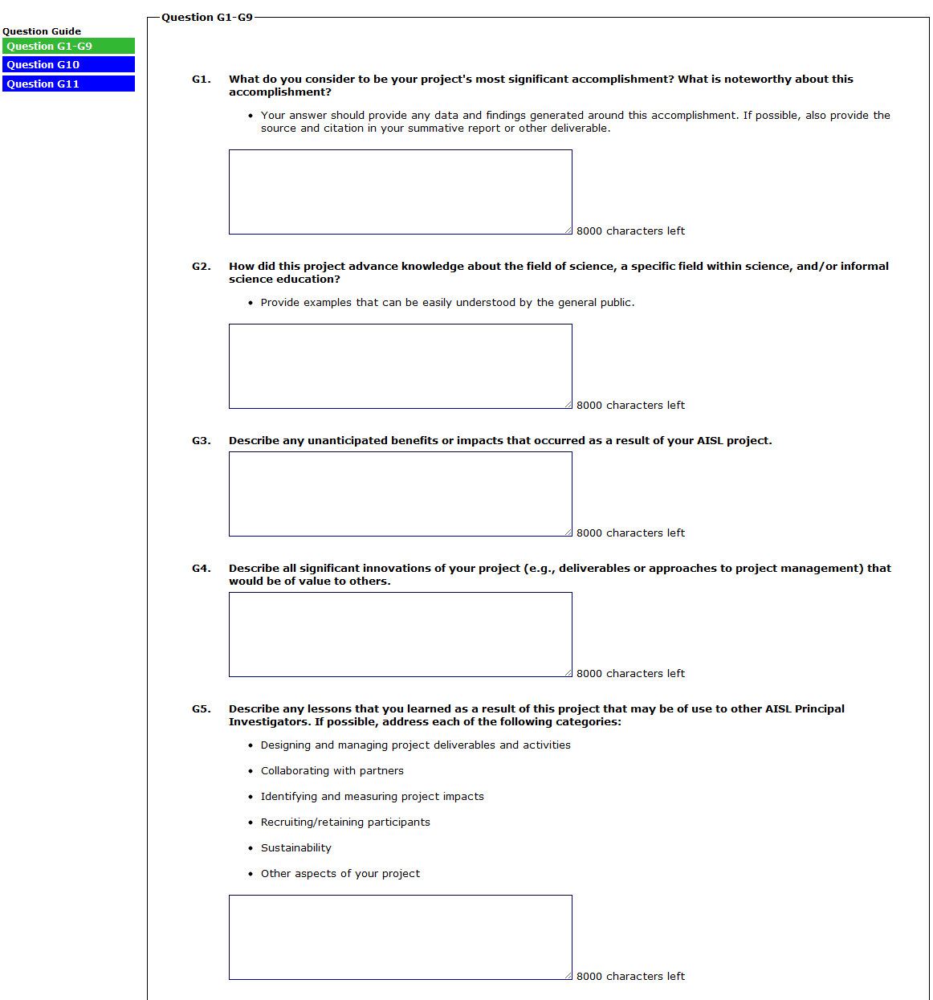 Question G1-G9
Question Guide
Question G1-G9
Question G10
Question G11
G1. What do you consider to be your project's most significant accomplishment? What is noteworthy about this
accomplishment?
• Your answer should provide any data and findings generated around this accomplishment. If possible, also provide the
source and citation in your summative report or other deliverable.
8000 characters left
G2. How did this project advance knowledge about the field of science, a specific field within science, and/or informal
science education?
• Provide examples that can be easily understood by the general public.
8000 characters left
G3. Describe any unanticipated benefits or impacts that occurred as a result of your AISL project.
8000 characters left
G4. Describe all significant innovations of your project (e.g., deliverables or approaches to project management) that
would be of value to others.
8000 characters left
G5. Describe any lessons that you learned as a result of this project that may be of use to other AISL Principal
Investigators. If possible, address each of the following categories:
• Designing and managing project deliverables and activities
• Collaborating with partners
• Identifying and measuring project impacts
• Recruiting/retaining participants
• Sustainability
• Other aspects of your project
8000 characters left